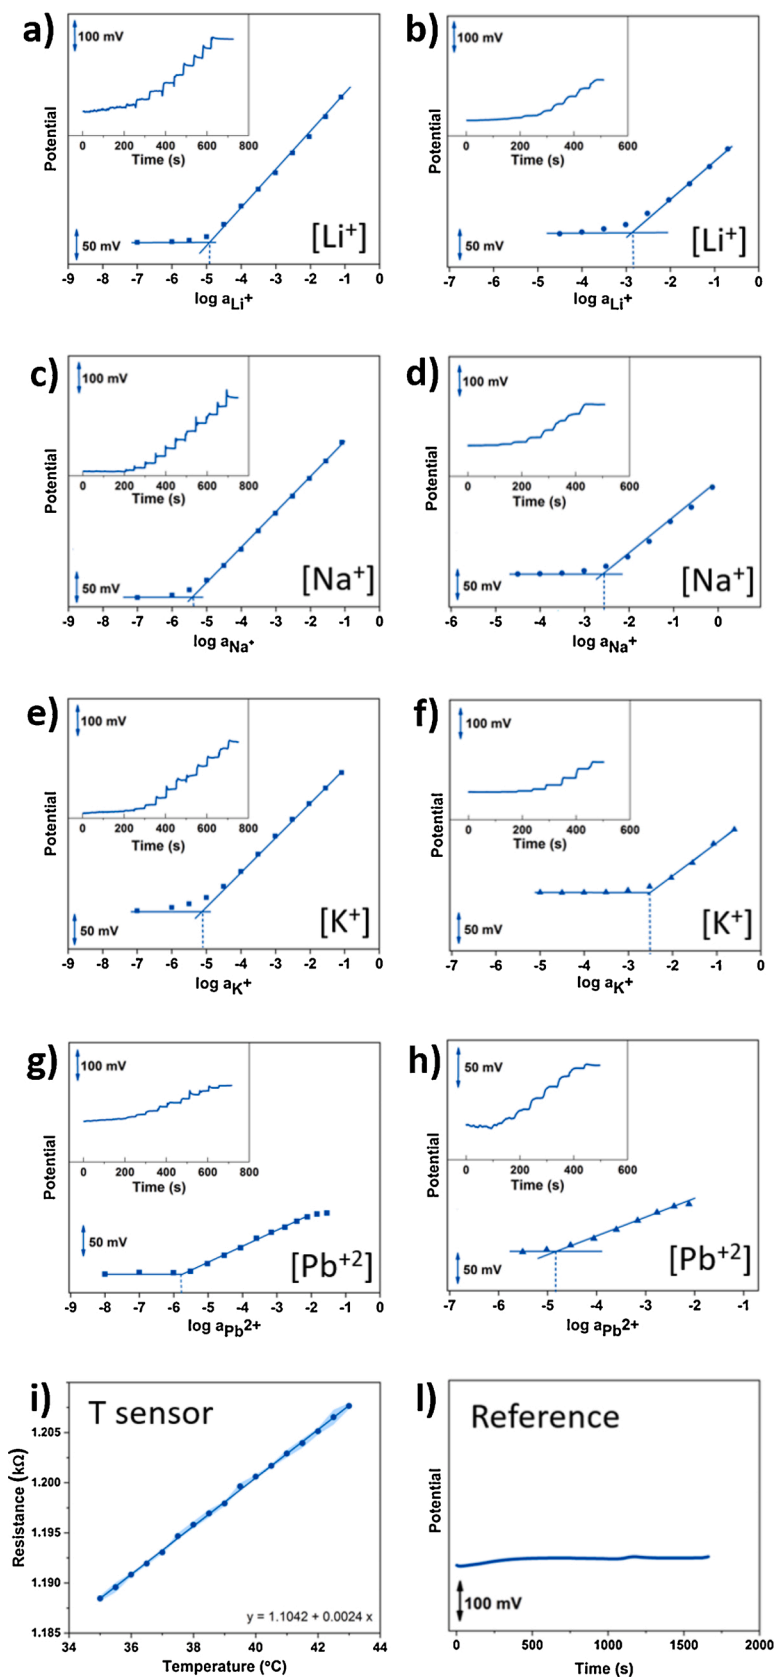 a)
100 mV
0 200 400 600 800
Time (s)
Potential
50 mV
[Li+]
-9 -8 -7 -6 -5 -4 -3 -2 -1 0
log aLi+
b)
100 mV
0 200 400 600
Time (s)
Potential
50 mV
[Li+]
-7 -6 -5 -4 -3 -2 -1 0
log aLi+
c)
100 mV
0 200 400 600 800
Time (s)
Potential
50 mV
[Na+]
-9 -8 -7 -6 -5 -4 -3 -2 -1 0
log aNa+
d)
100 mV
0 200 400 600
Time (s)
Potential
50 mV
[Na+]
-6 -5 -4 -3 -2 -1 0
log aNa+
e)
100 mV
0 200 400 600 800
Time (s)
Potential
50 mV
[K+]
-9 -8 -7 -6 -5 -4 -3 -2 -1 0
log aK+
f)
100 mV
0 200 400 600
Time (s)
Potential
50 mV
[K+]
-7 -6 -5 -4 -3 -2 -1 0
log aK+
g)
100 mV
0 200 400 600 800
Time (s)
Potential
50 mV
[Pb+2]
-9 -8 -7 -6 -5 -4 -3 -2 -1 0
log aPb2+
h)
50 mV
0 200 400 600
Time (s)
Potential
50 mV
[Pb+2]
-7 -6 -5 -4 -3 -2 -1
log aPb2+
i)
T sensor
Resistance (kΩ)
1.205
1.200
1.195
1.190
1.185
y = 1.1042 + 0.0024 x
34 36 38 40 42 44
Temperature (°C)
l)
Reference
Potential
100 mV
0 500 1000 1500 2000
Time (s)